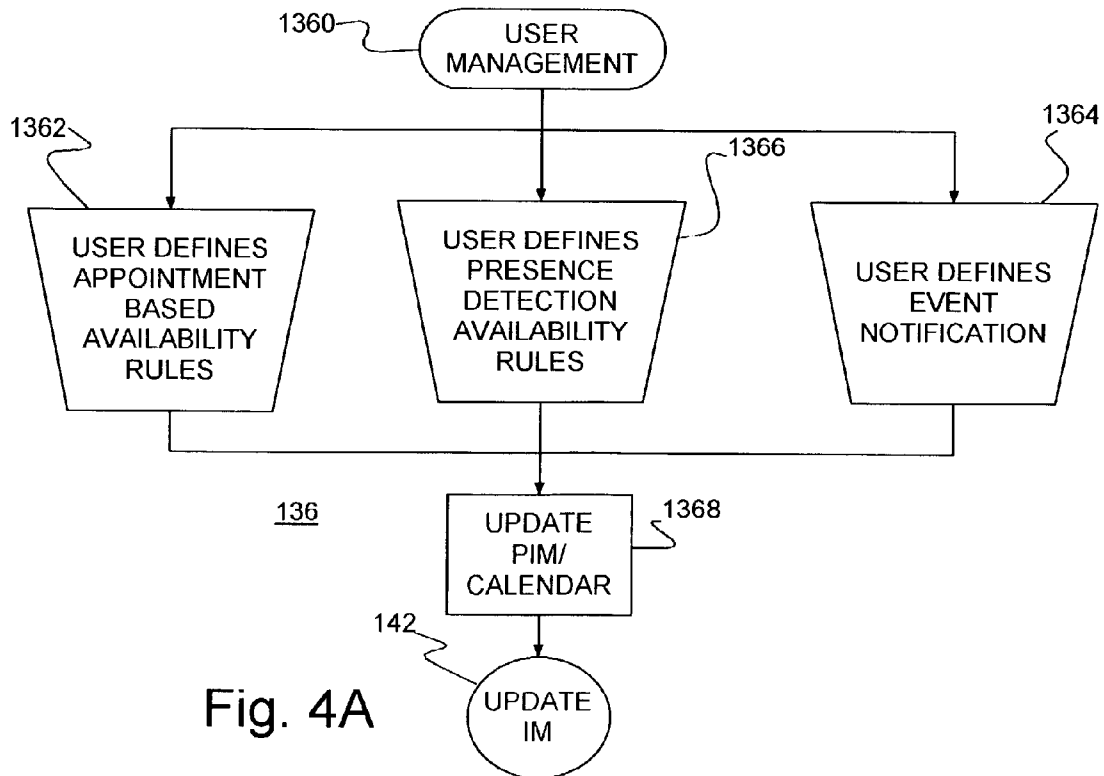 1360
USER
MANAGEMENT
1362
1366
1364
USER DEFINES
APPOINTMENT
BASED
AVAILABILITY
RULES
USER DEFINES
PRESENCE
DETECTION
AVAILABILITY
RULES
USER DEFINES
EVENT
NOTIFICATION
136
UPDATE
PIM/
CALENDAR
1368
142
UPDATE
IM
Fig. 4A